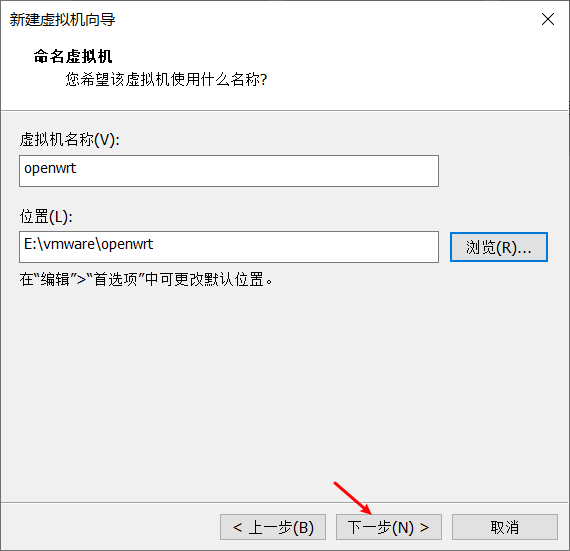 新建虚拟机向导
命名虚拟机
您希望该虚拟机使用什么名称?
虚拟机名称(V):
openwrt
位置(L):
E:\vmware\openwrt
浏览(R)...
在“编辑”>“首选项”中可更改默认位置。
< 上一步(B)
下一步(N) >
取消